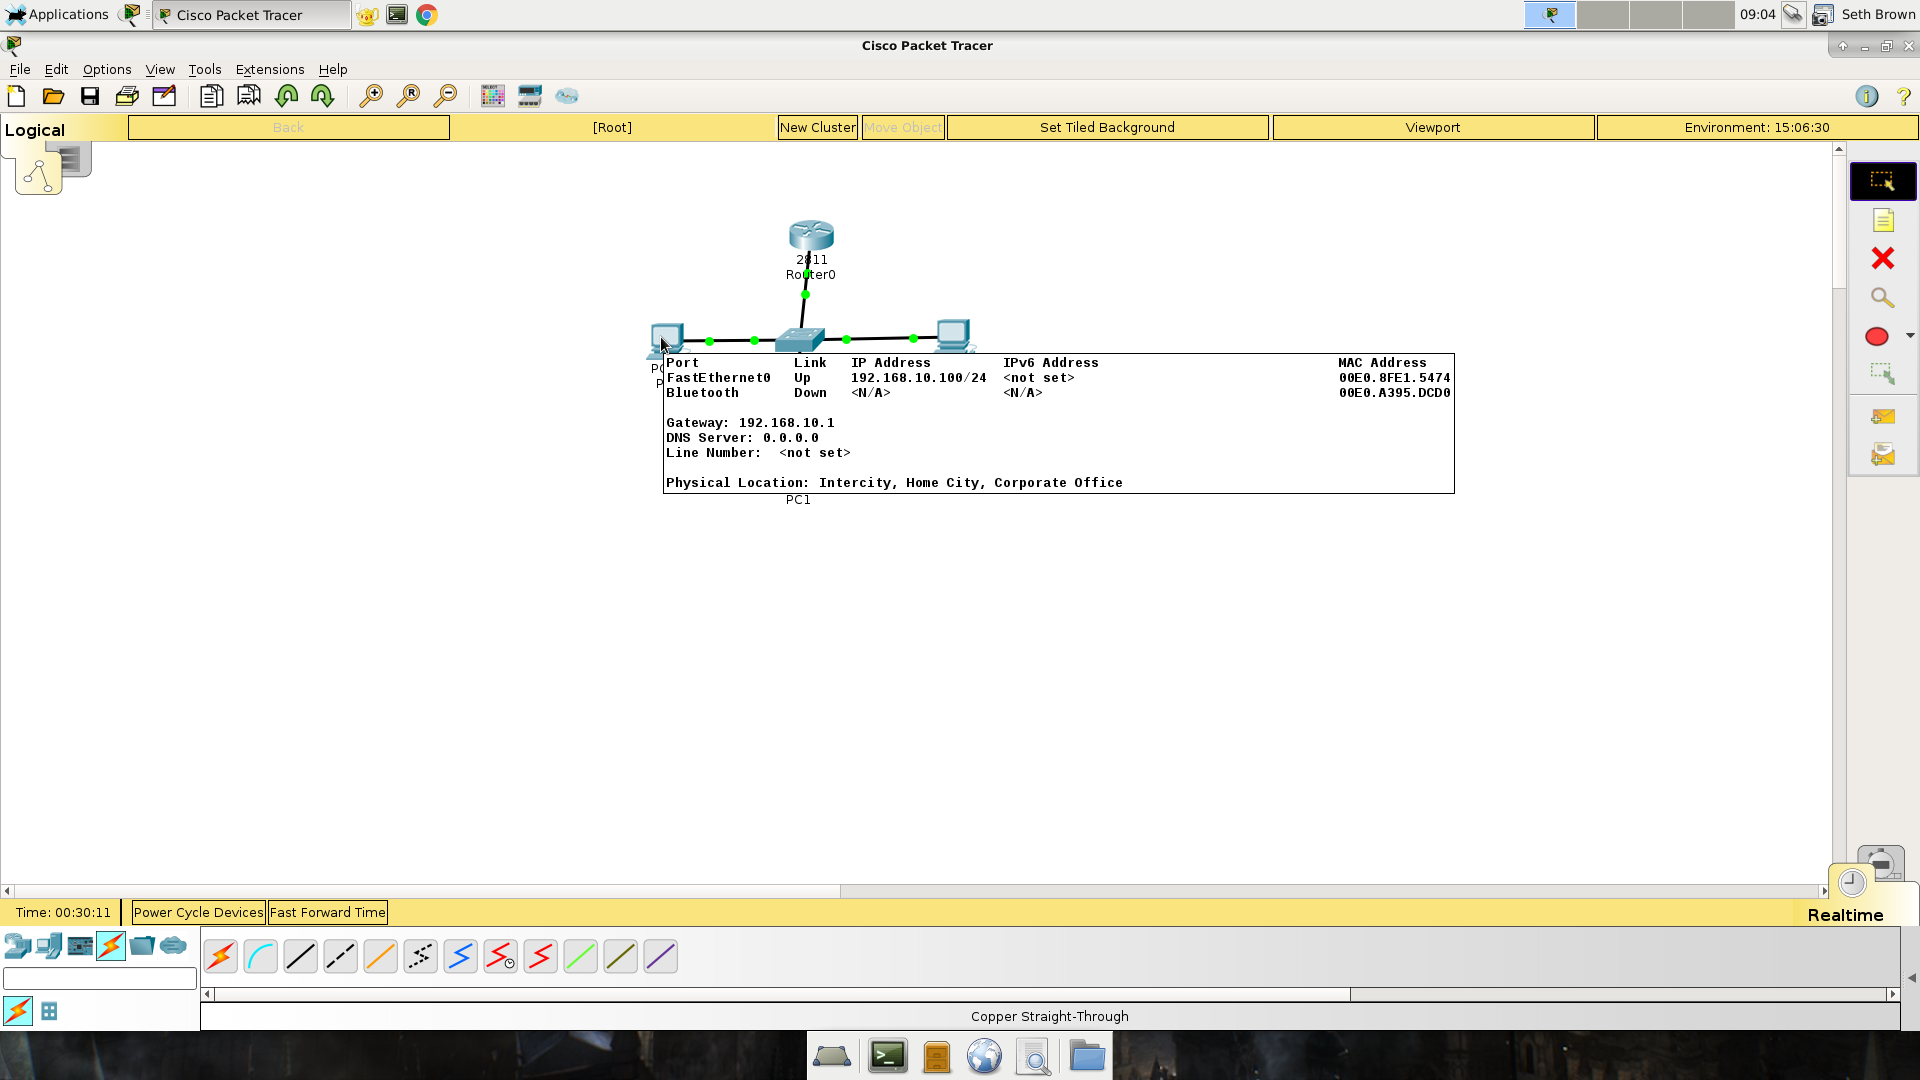 Applications
Cisco Packet Tracer
09:04
Seth Brown
Cisco Packet Tracer
File Edit Options View Tools Extensions Help
Logical
Back
[Root]
New Cluster
Move Object
Set Tiled Background
Viewport
Environment: 15:06:30
2811
Router0
Port Link IP Address IPv6 Address MAC Address
FastEthernet0 Up 192.168.10.100/24 <not set> 00E0.8FE1.5474
Bluetooth Down <N/A> <N/A> 00E0.A395.DCD0
Gateway: 192.168.10.1
DNS Server: 0.0.0.0
Line Number: <not set>
Physical Location: Intercity, Home City, Corporate Office
PC1
Time: 00:30:11
Power Cycle Devices
Fast Forward Time
Realtime
Copper Straight-Through